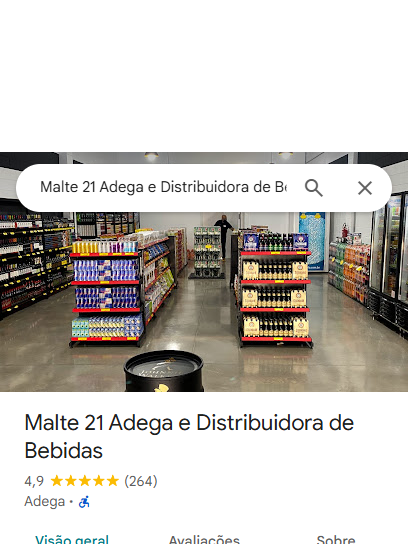 Malte 21 Adega e Distribuidora de Be
Malte 21 Adega e Distribuidora de
Bebidas
4,9 (264)
Adega ·
Visão geral Avaliações Sobre